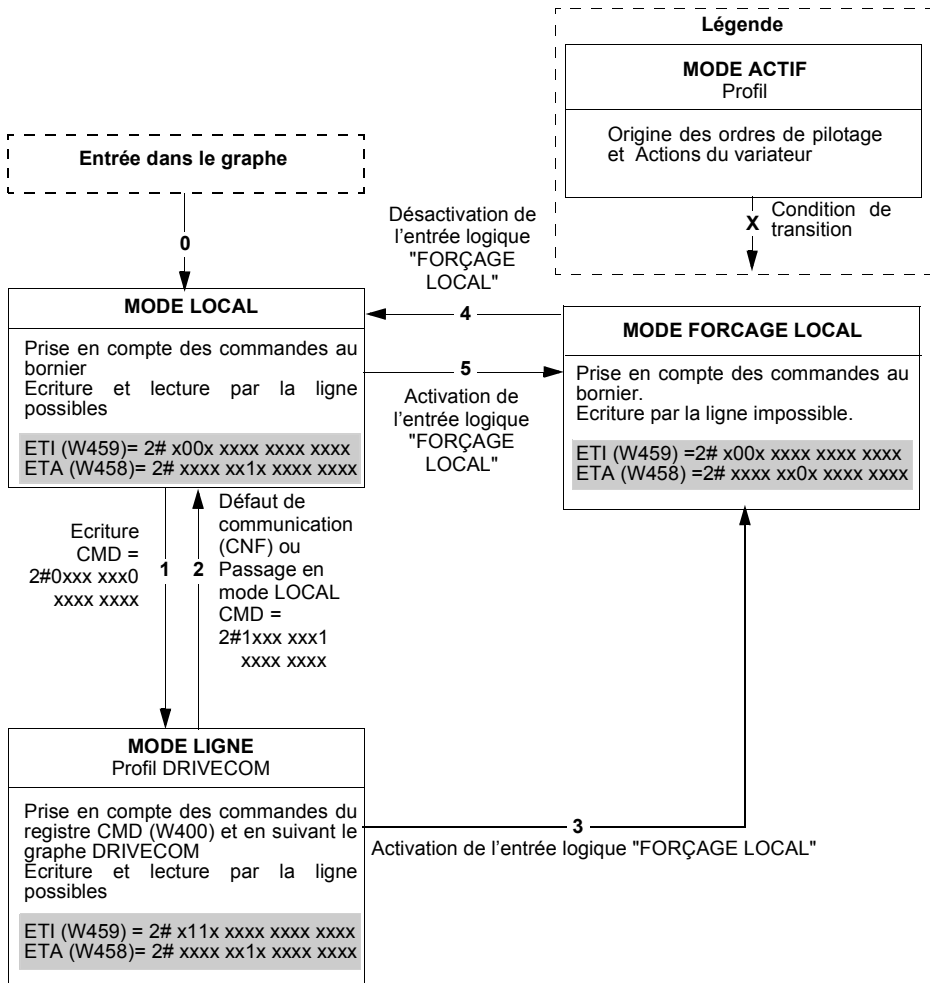 Légende
MODE ACTIF
Profil
Origine des ordres de pilotage
et Actions du variateur
X
Condition de
transition
Entrée dans le graphe
0
Désactivation de
l'entrée logique
"FORÇAGE
LOCAL"
4
MODE LOCAL
Prise en compte des commandes au
bornier
Ecriture et lecture par la ligne
possibles
ETI (W459)= 2# x00x xxxx xxxx xxxx
ETA (W458)= 2# xxxx xx1x xxxx xxxx
5
Activation de
l'entrée logique
"FORÇAGE
LOCAL"
MODE FORCAGE LOCAL
Prise en compte des commandes au
bornier.
Ecriture par la ligne impossible.
ETI (W459) =2# x00x xxxx xxxx xxxx
ETA (W458) =2# xxxx xx0x xxxx xxxx
Ecriture
CMD =
2#0xxx xxx0
xxxx xxxx
1
2
Défaut de
communication
(CNF) ou
Passage en
mode LOCAL
CMD =
2#1xxx xxx1
xxxx xxxx
MODE LIGNE
Profil DRIVECOM
Prise en compte des commandes du
registre CMD (W400) et en suivant le
graphe DRIVECOM
Ecriture et lecture par la ligne
possibles
ETI (W459) = 2# x11x xxxx xxxx xxxx
ETA (W458)= 2# xxxx xx1x xxxx xxxx
3
Activation de l'entrée logique "FORÇAGE LOCAL"